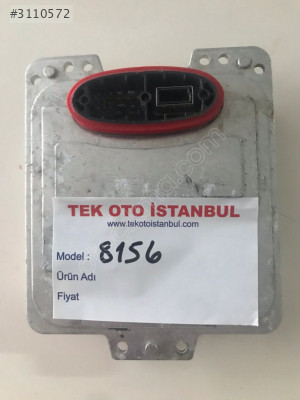 #3110572
TEK OTO İSTANBUL
www.tekotoistanbul.com
Model : 8156
Ürün Adı
Fiyat